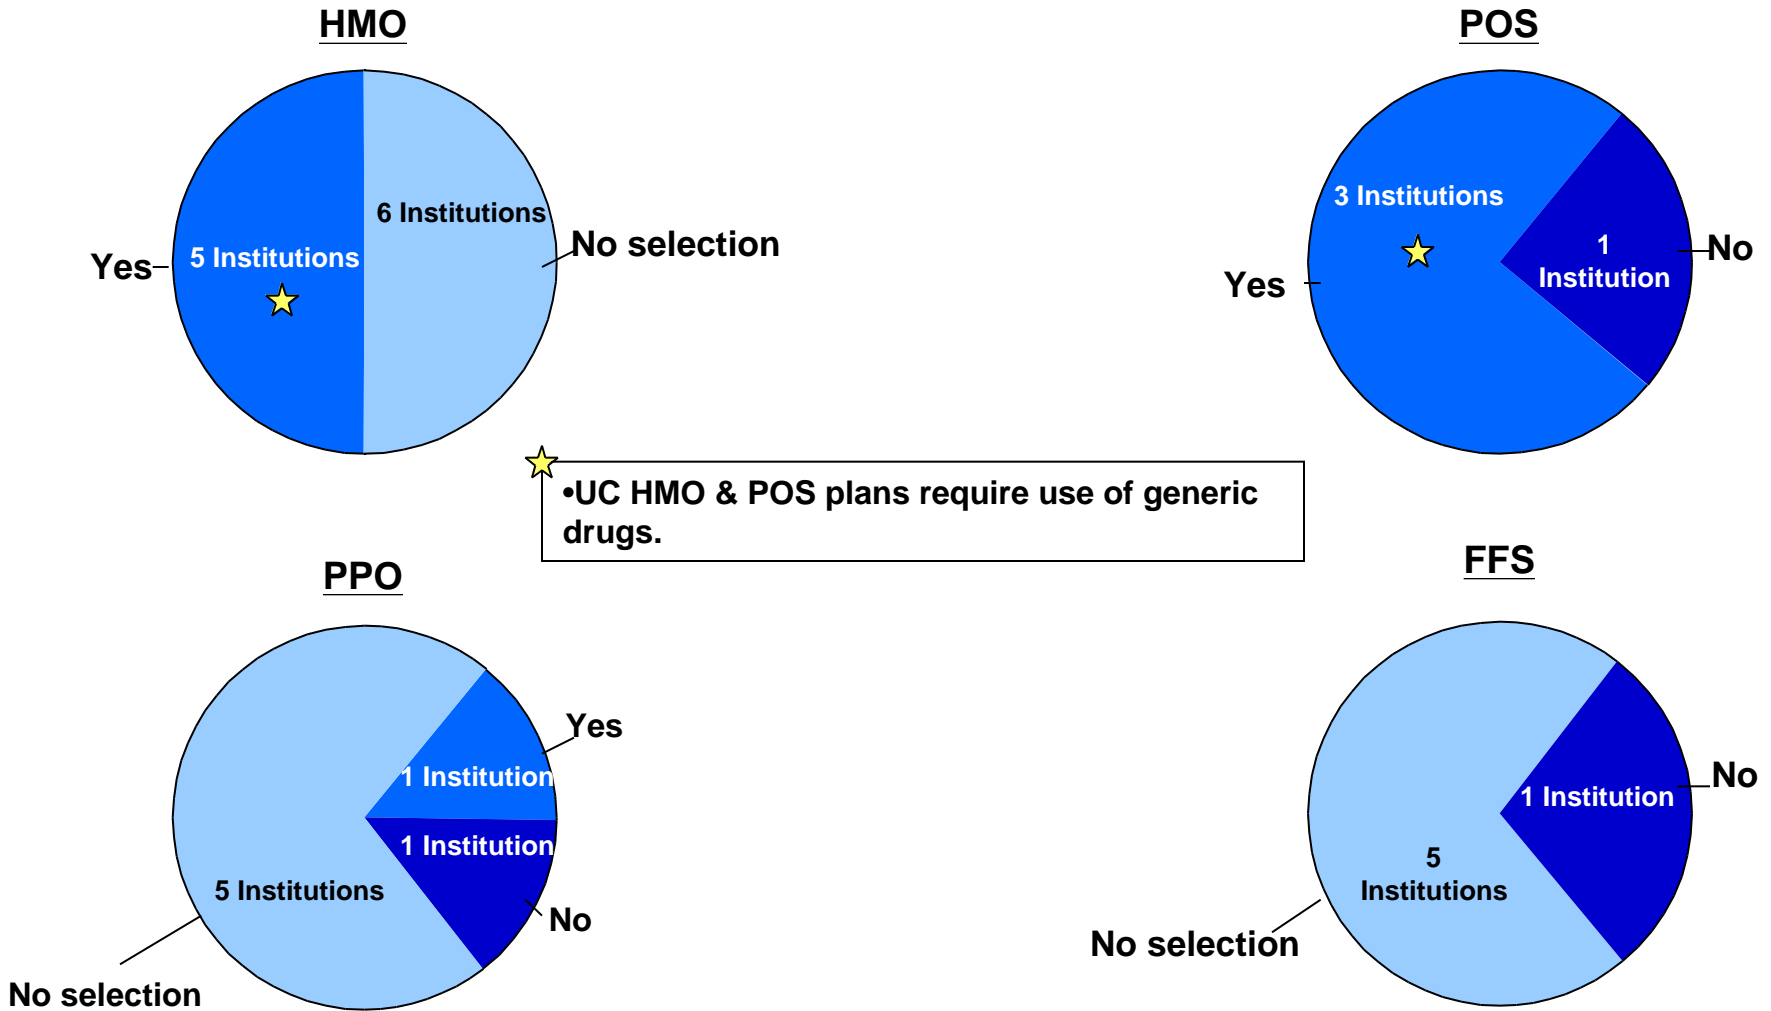 HMO
6 Institutions
No selection
5 Institutions
Yes
POS
3 Institutions
Yes
1
Institution
No
•UC HMO & POS plans require use of generic
drugs.
PPO
Yes
1 Institution
1 Institution
No
5 Institutions
No selection
FFS
No
1 Institution
5
Institutions
No selection